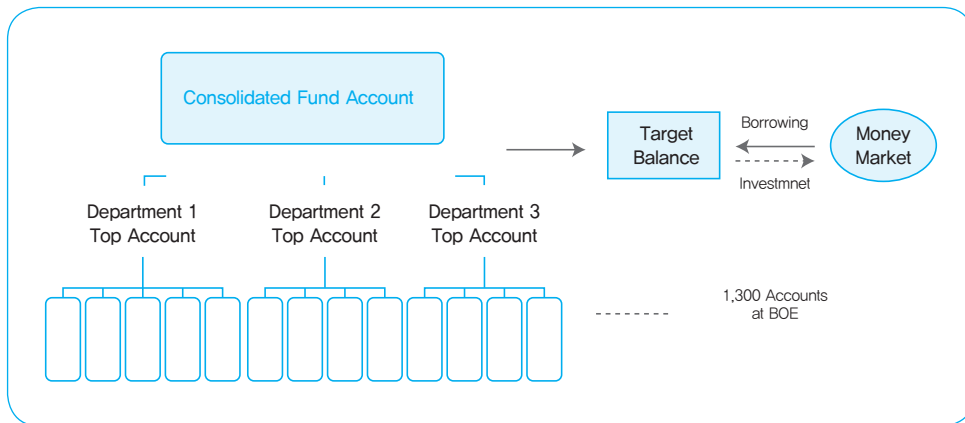 Consolidated Fund Account
Target
Balance
Borrowing
Investmnet
Money
Market
Department 1
Top Account
Department 2
Top Account
Department 3
Top Account
1,300 Accounts
at BOE